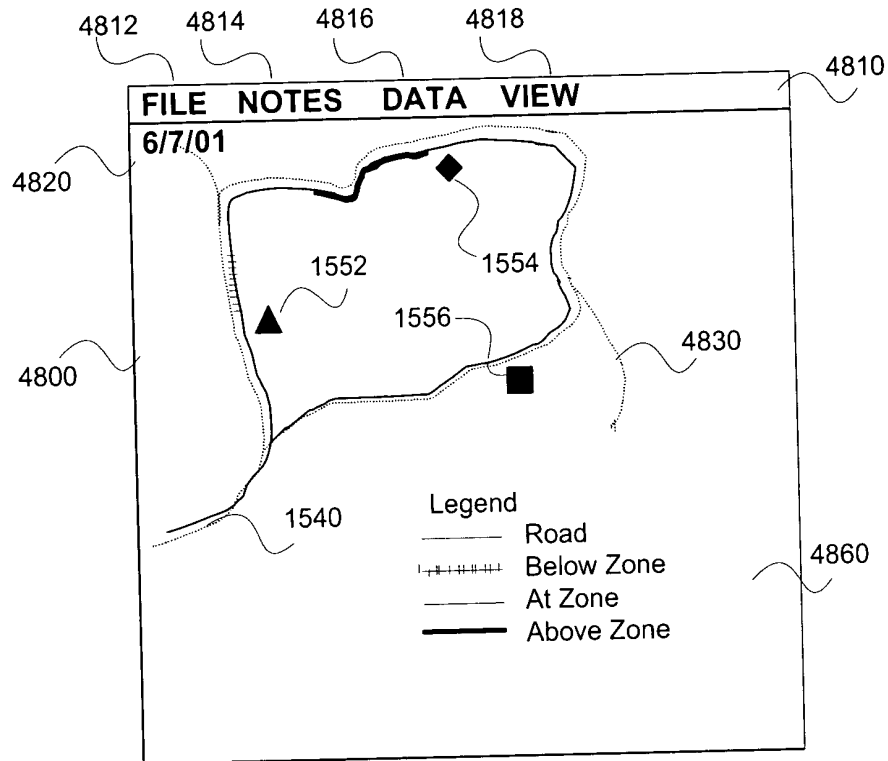 4812 4814 4816 4818
4810
FILE NOTES DATA VIEW
6/7/01
4820
1552
1554
1556
4830
4800
Legend
1540
Road
4860
Below Zone
At Zone
Above Zone